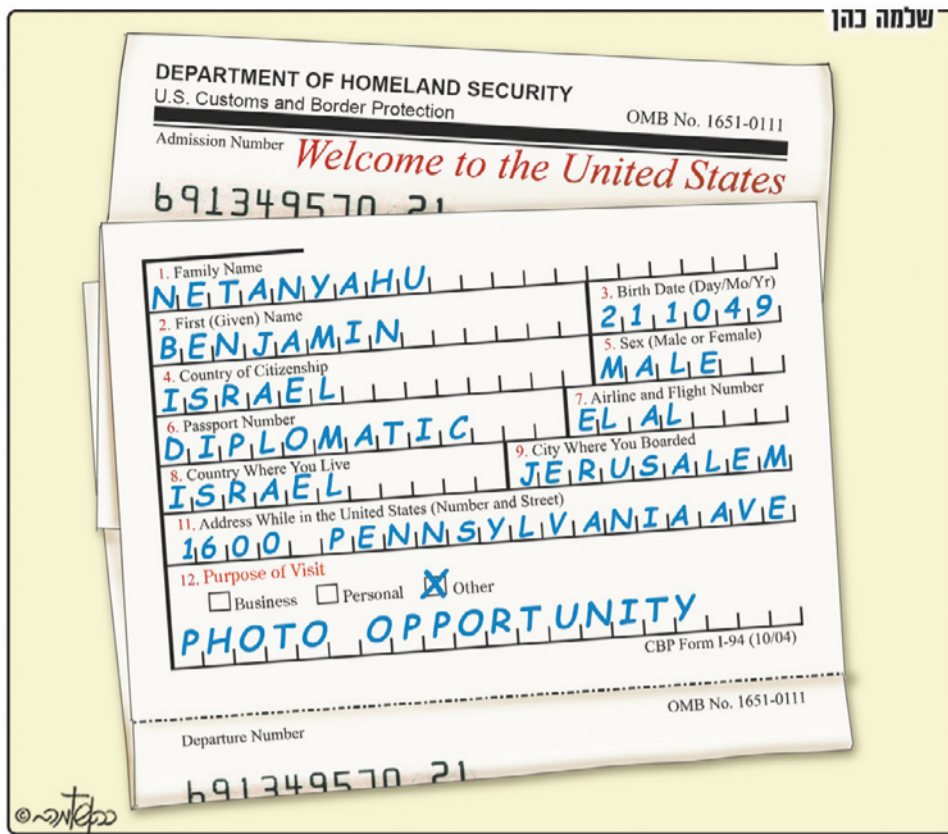 שלמה כהן
DEPARTMENT OF HOMELAND SECURITY
U.S. Customs and Border Protection
OMB No. 1651-0111
Admission Number
Welcome to the United States
691349570 21
1. Family Name
NETANYAHU
2. First (Given) Name
BENJAMIN
3. Birth Date (Day/Mo/Yr)
211049
4. Country of Citizenship
ISRAEL
5. Sex (Male or Female)
MALE
6. Passport Number
DIPLOMATIC
7. Airline and Flight Number
EL AL
8. Country Where You Live
ISRAEL
9. City Where You Boarded
JERUSALEM
11. Address While in the United States (Number and Street)
1600 PENNSYLVANIA AVE
12. Purpose of Visit
Business Personal Other
PHOTO OPPORTUNITY
CBP Form I-94 (10/04)
OMB No. 1651-0111
Departure Number
691349570 21
©